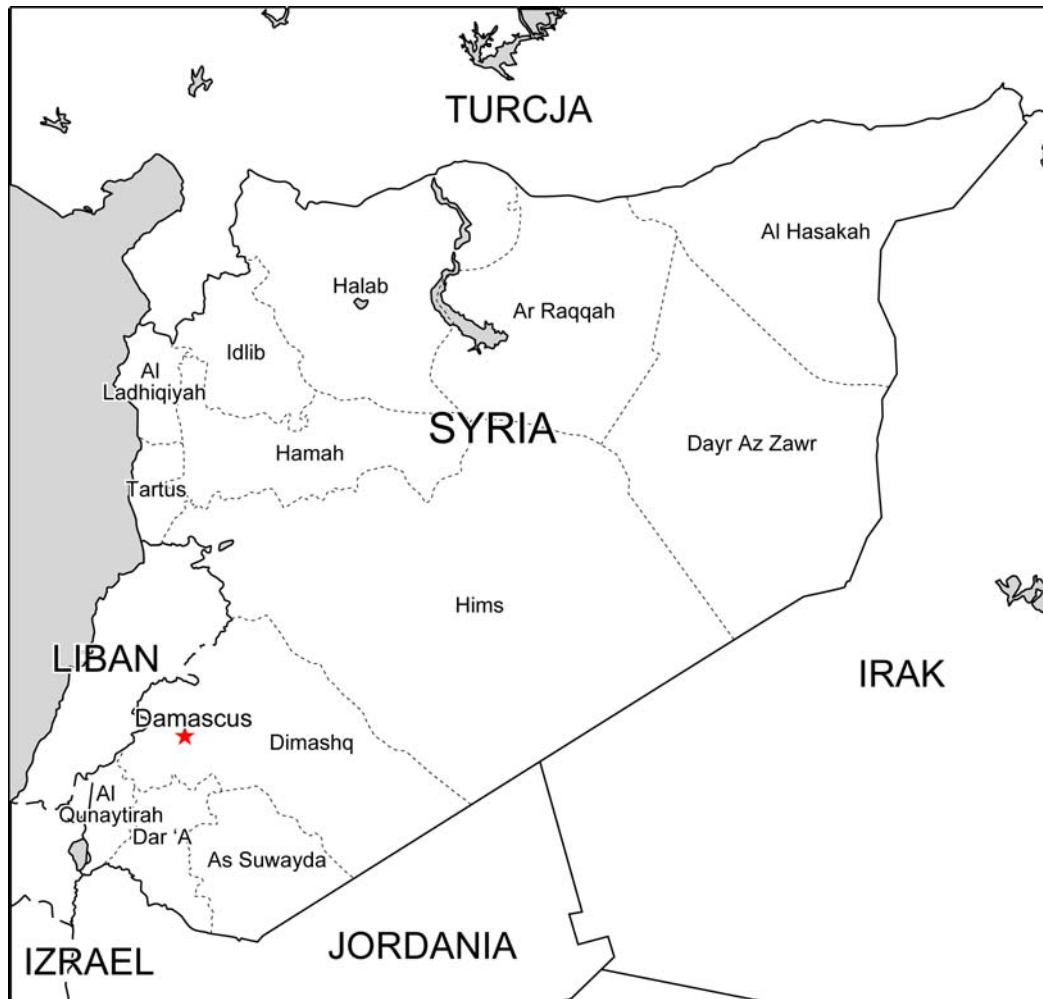 TURCJA
Al Hasakah
Halab
Ar Raqqah
Idlib
Al
Ladhiqiyah
SYRIA
Dayr Az Zawr
Hamah
Tartus
Hims
LIBAN
IRAK
Damascus
Dimashq
Al
Qunaytirah
Dar ‘A
As Suwayda
JORDANIA
IZRAEL